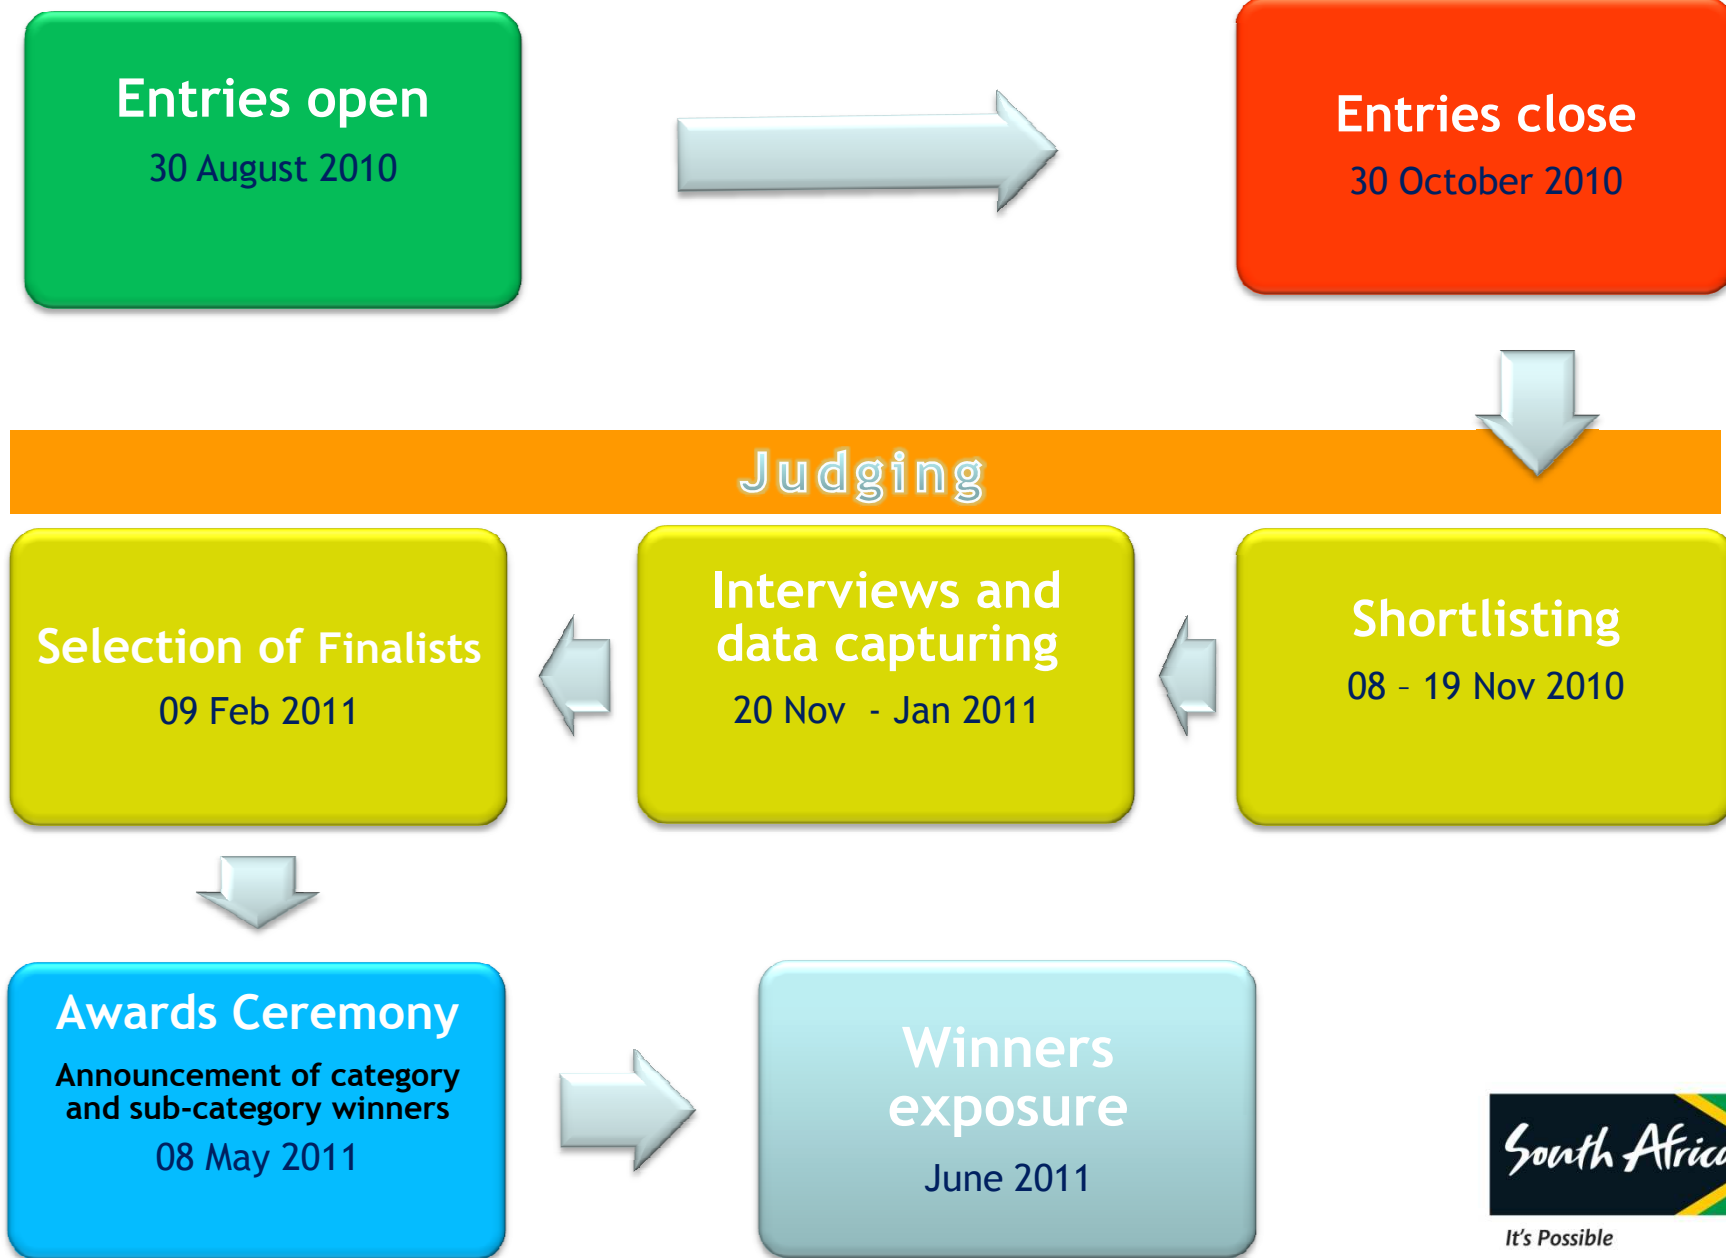 Entries open
30 August 2010
Entries close
30 October 2010
Judging
Shortlisting
08 – 19 Nov 2010
Interviews and
data capturing
20 Nov - Jan 2011
Selection of Finalists
09 Feb 2011
Awards Ceremony
Announcement of category
and sub-category winners
08 May 2011
Winners
exposure
June 2011
South Africa
It's Possible